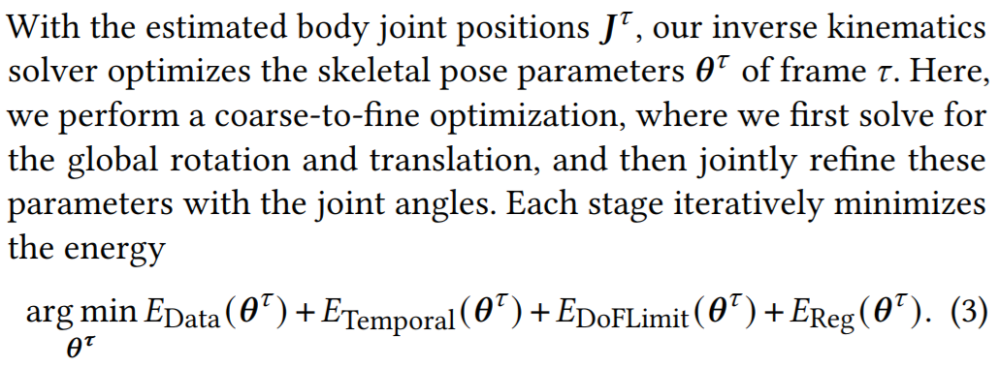 With the estimated body joint positions 𝑱^𝜏, our inverse kinematics
solver optimizes the skeletal pose parameters 𝜽^𝜏 of frame 𝜏. Here,
we perform a coarse-to-fine optimization, where we first solve for
the global rotation and translation, and then jointly refine these
parameters with the joint angles. Each stage iteratively minimizes
the energy
arg min E_Data(𝜽^𝜏) + E_Temporal(𝜽^𝜏) + E_DoFLimit(𝜽^𝜏) + E_Reg(𝜽^𝜏). (3)
𝜽^𝜏